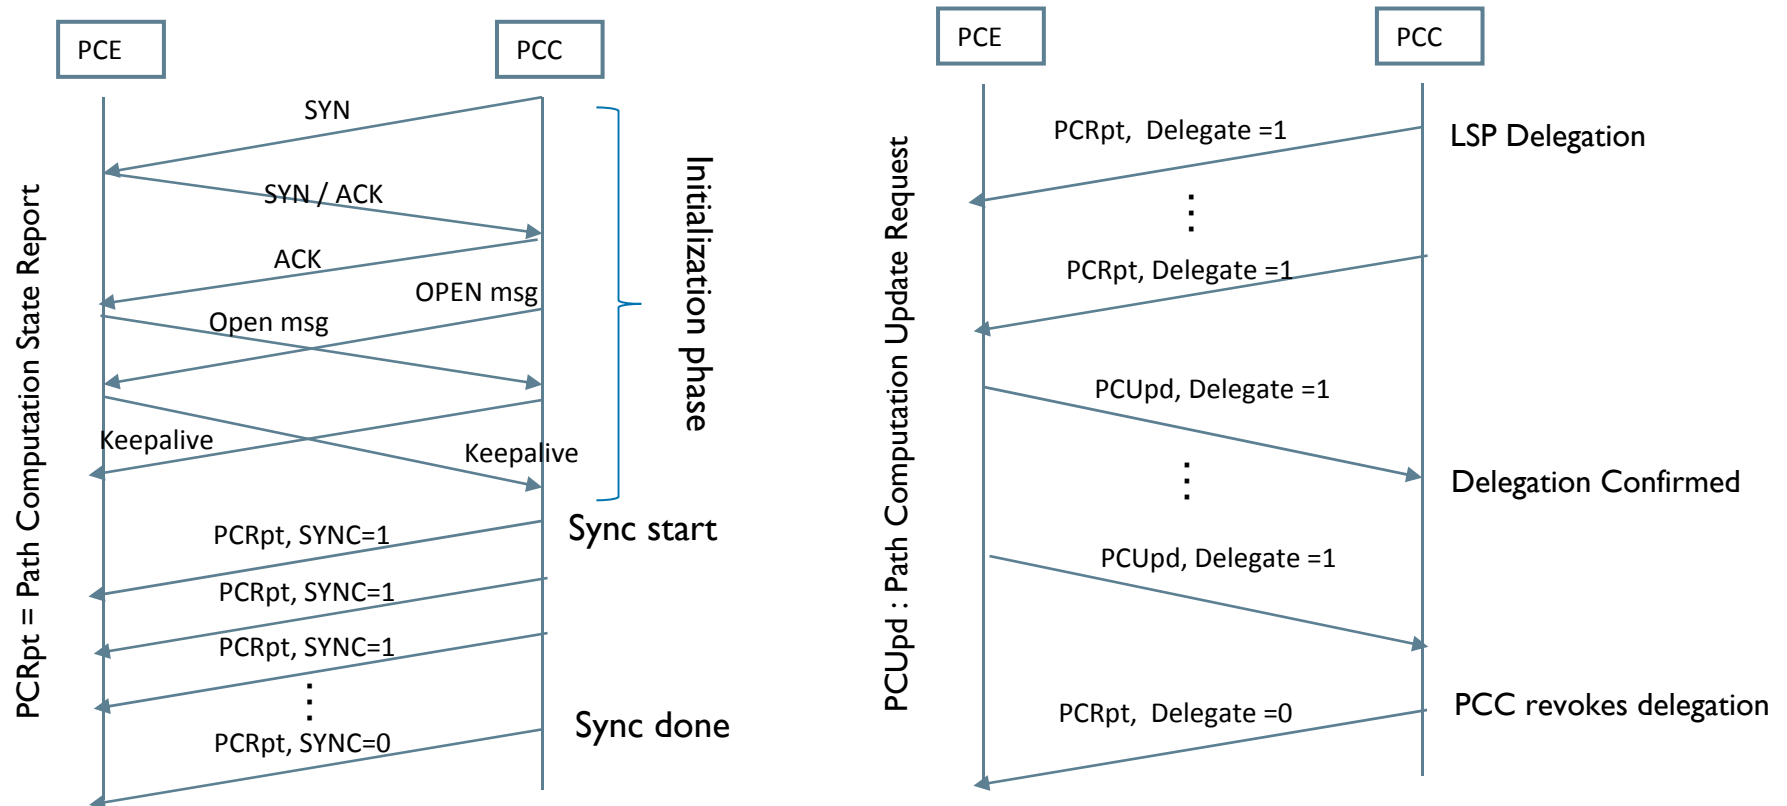 PCE
PCC
SYN
SYN / ACK
ACK
OPEN msg
Open msg
Keepalive
Keepalive
Initialization phase
PCRpt, SYNC=1
Sync start
PCRpt, SYNC=1
PCRpt, SYNC=1
PCRpt, SYNC=0
Sync done
PCRpt = Path Computation State Report
PCE
PCC
PCRpt, Delegate =1
LSP Delegation
PCRpt, Delegate =1
PCUpd, Delegate =1
Delegation Confirmed
PCUpd, Delegate =1
PCRpt, Delegate =0
PCC revokes delegation
PCUpd : Path Computation Update Request